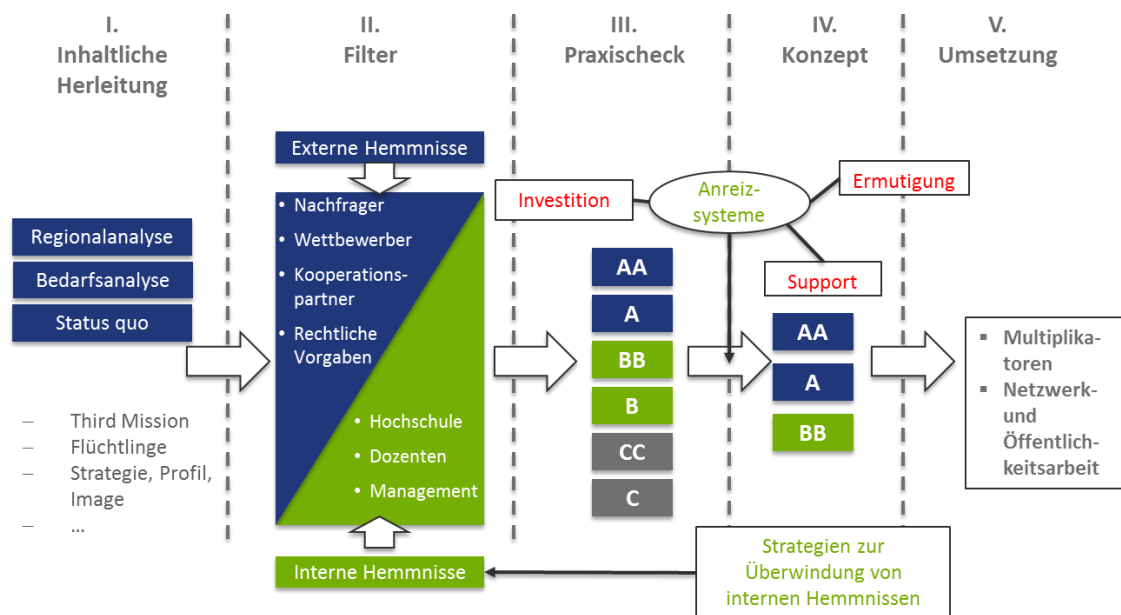 I.
Inhaltliche
Herleitung
II.
Filter
III.
Praxischeck
IV.
Konzept
V.
Umsetzung
Regionalanalyse
Bedarfsanalyse
Status quo
– Third Mission
– Flüchtlinge
– Strategie, Profil,
Image
– ...
Externe Hemmnisse
• Nachfrager
• Wettbewerber
• Kooperations-
partner
• Rechtliche
Vorgaben
• Hochschule
• Dozenten
• Management
Interne Hemmnisse
Investition
Anreiz-
systeme
Ermutigung
Support
AA
A
BB
B
CC
C
AA
A
BB
▪ Multiplika-
toren
▪ Netzwerk-
und
Öffentlich-
keitsarbeit
Strategien zur
Überwindung von
internen Hemmnissen